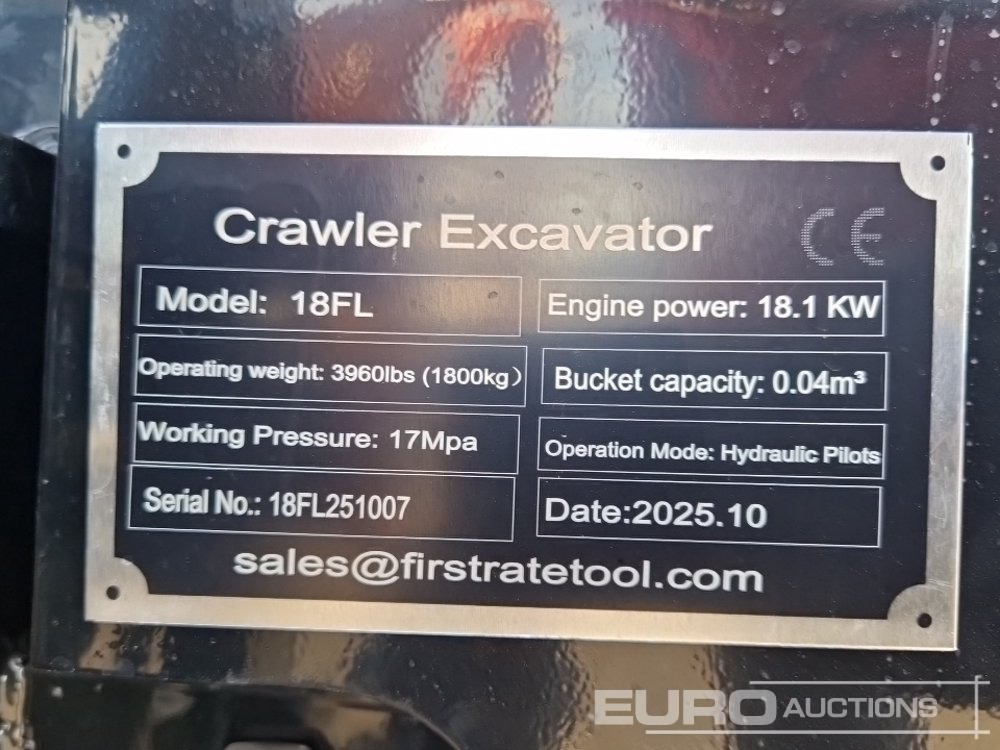 Crawler Excavator CE
Model: 18FL
Engine power: 18.1 KW
Operating weight: 3960lbs (1800kg)
Bucket capacity: 0.04m³
Working Pressure: 17Mpa
Operation Mode: Hydraulic Pilots
Serial No.: 18FL251007
Date:2025.10
sales@firstratetool.com
EURO AUCTIONS